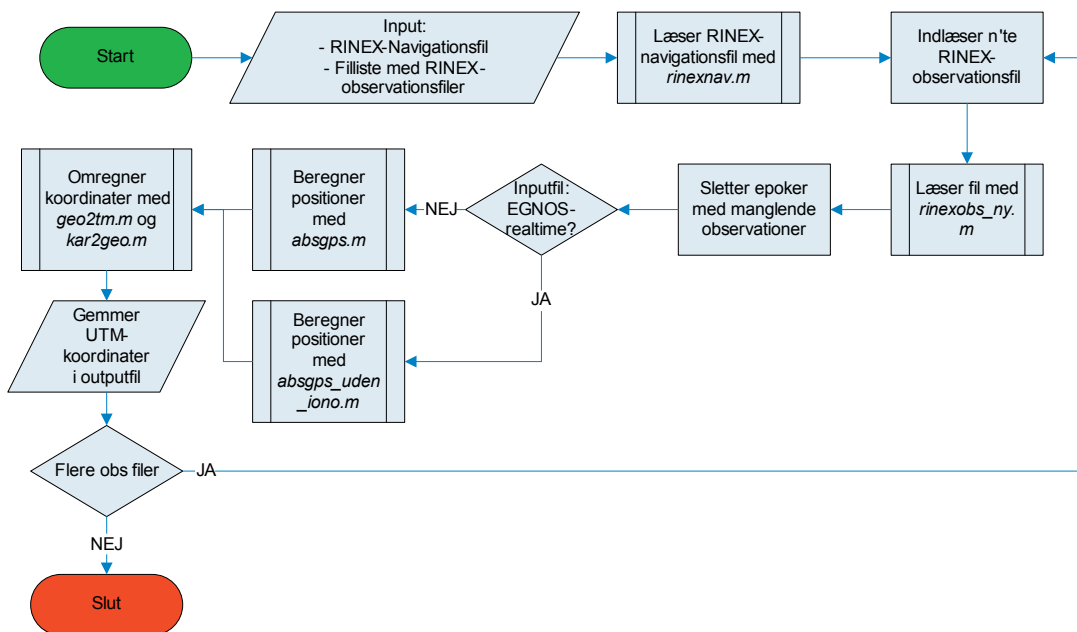 Start
Input:
- RINEX-Navigationsfil
- Filliste med RINEX-
observationsfiler
Læser RINEX-
navigationsfil med
rinexnav.m
Indlæser n'te
RINEX-
observationsfil
Læser fil med
rinexobs_ny.
m
Sletter epoker
med manglende
observationer
Inputfil:
EGNOS-
realtime?
NEJ
JA
Beregner
positioner
med
absgps.m
Beregner
positioner
med
absgps_uden
_iono.m
Omregner
koordinater med
geo2tm.m og
kar2geo.m
Gemmer
UTM-
koordinater
i outputfil
Flere obs filer
JA
NEJ
Slut